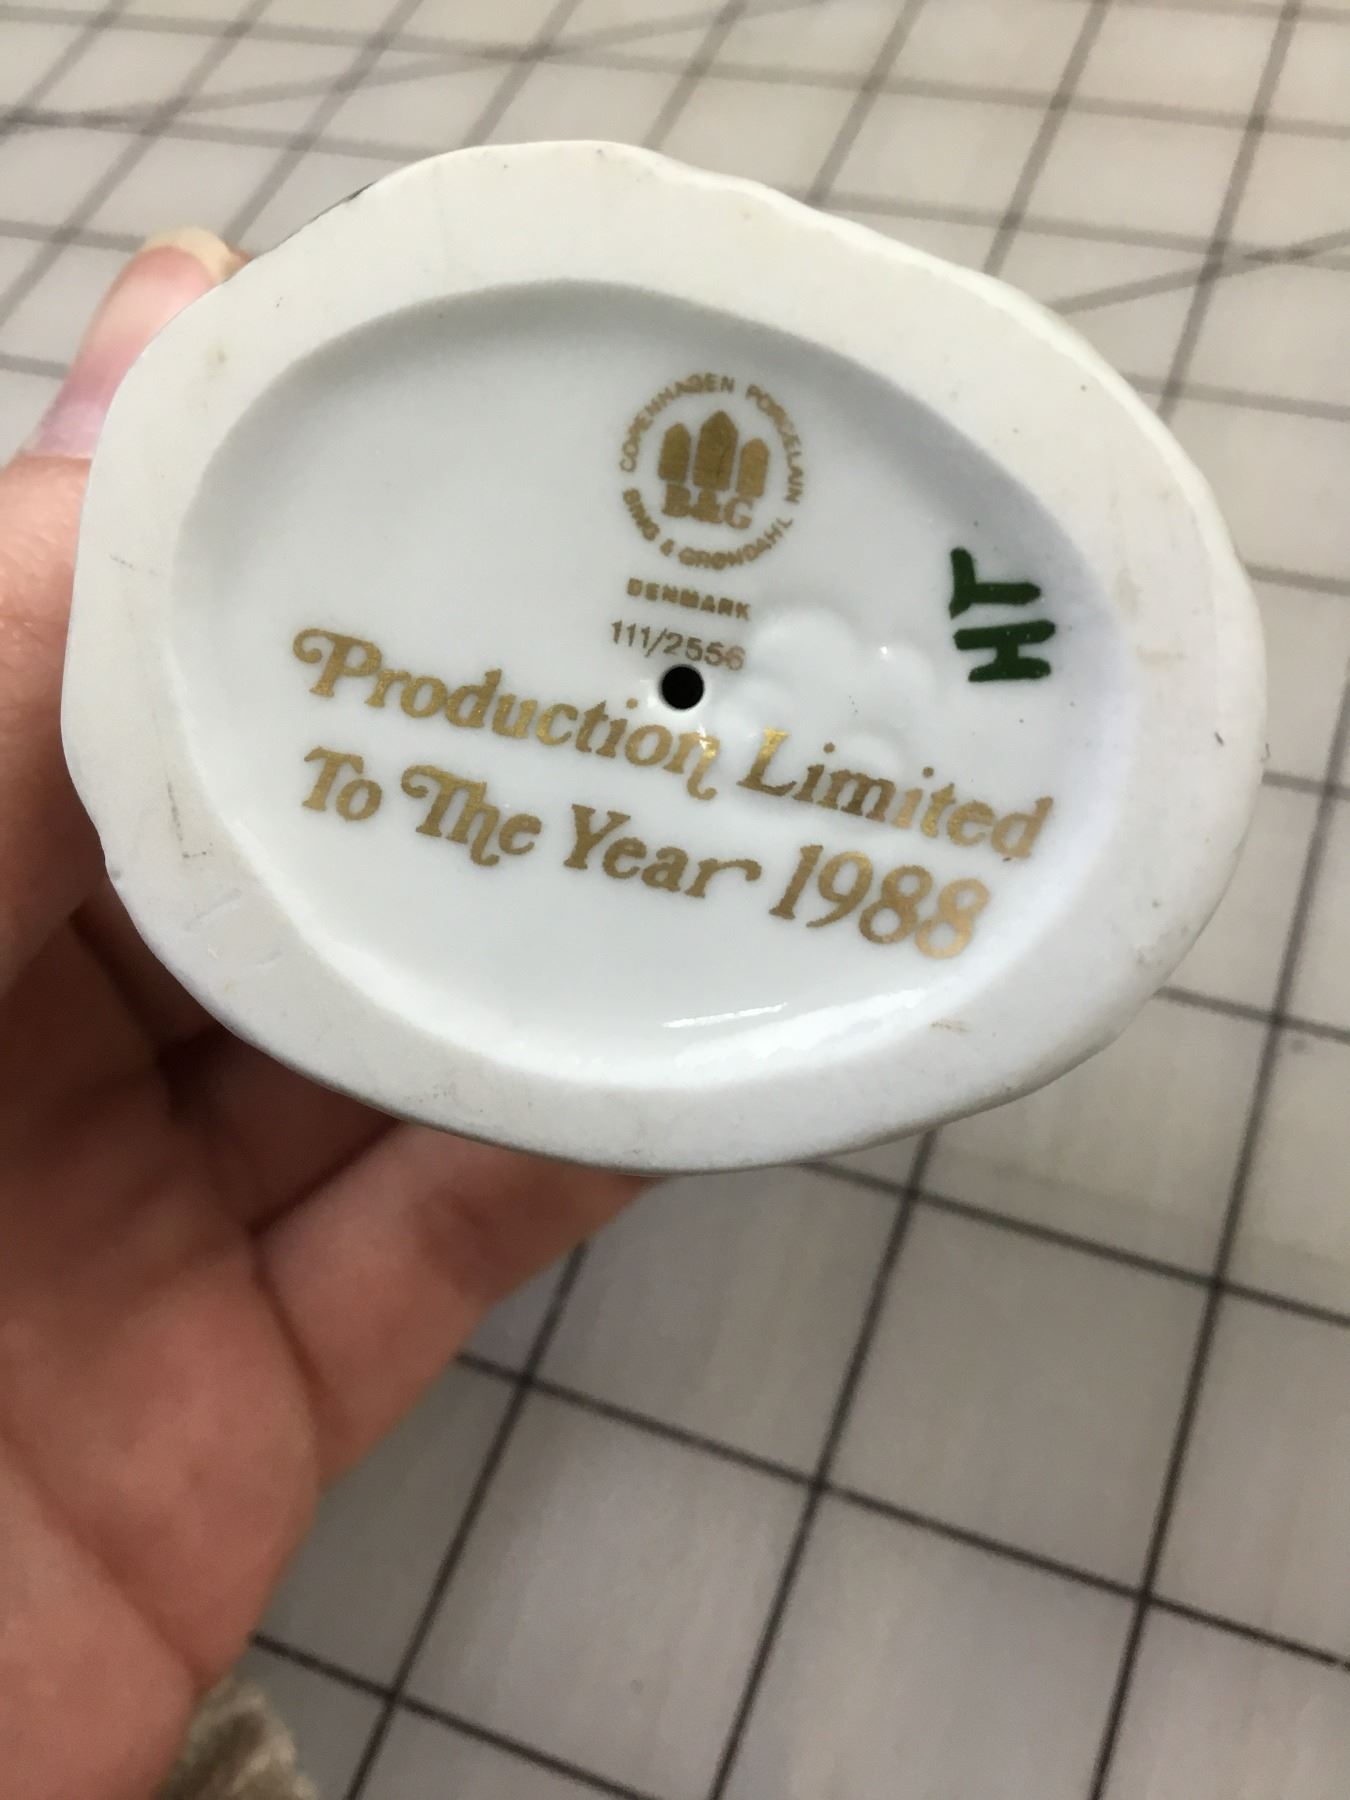 COPENHAGEN PORCELAIN
B&G
BING & GRØNDAHL
DENMARK
111/2556
Production Limited
To The Year 1988
HT